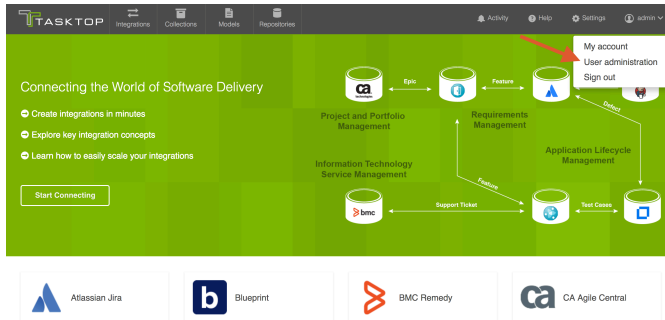 TASKTOP
Integrations
Collections
Models
Repositories
Activity
Help
Settings
admin
My account
User administration
Sign out
Connecting the World of Software Delivery
Create integrations in minutes
Explore key integration concepts
Learn how to easily scale your integrations
Start Connecting
ca
technologies
Epic
Feature
Defect
Project and Portfolio
Management
Requirements
Management
Application Lifecycle
Management
Information Technology
Service Management
Feature
bmc
Support Ticket
Test Cases
Atlassian Jira
b
Blueprint
BMC Remedy
ca
CA Agile Central